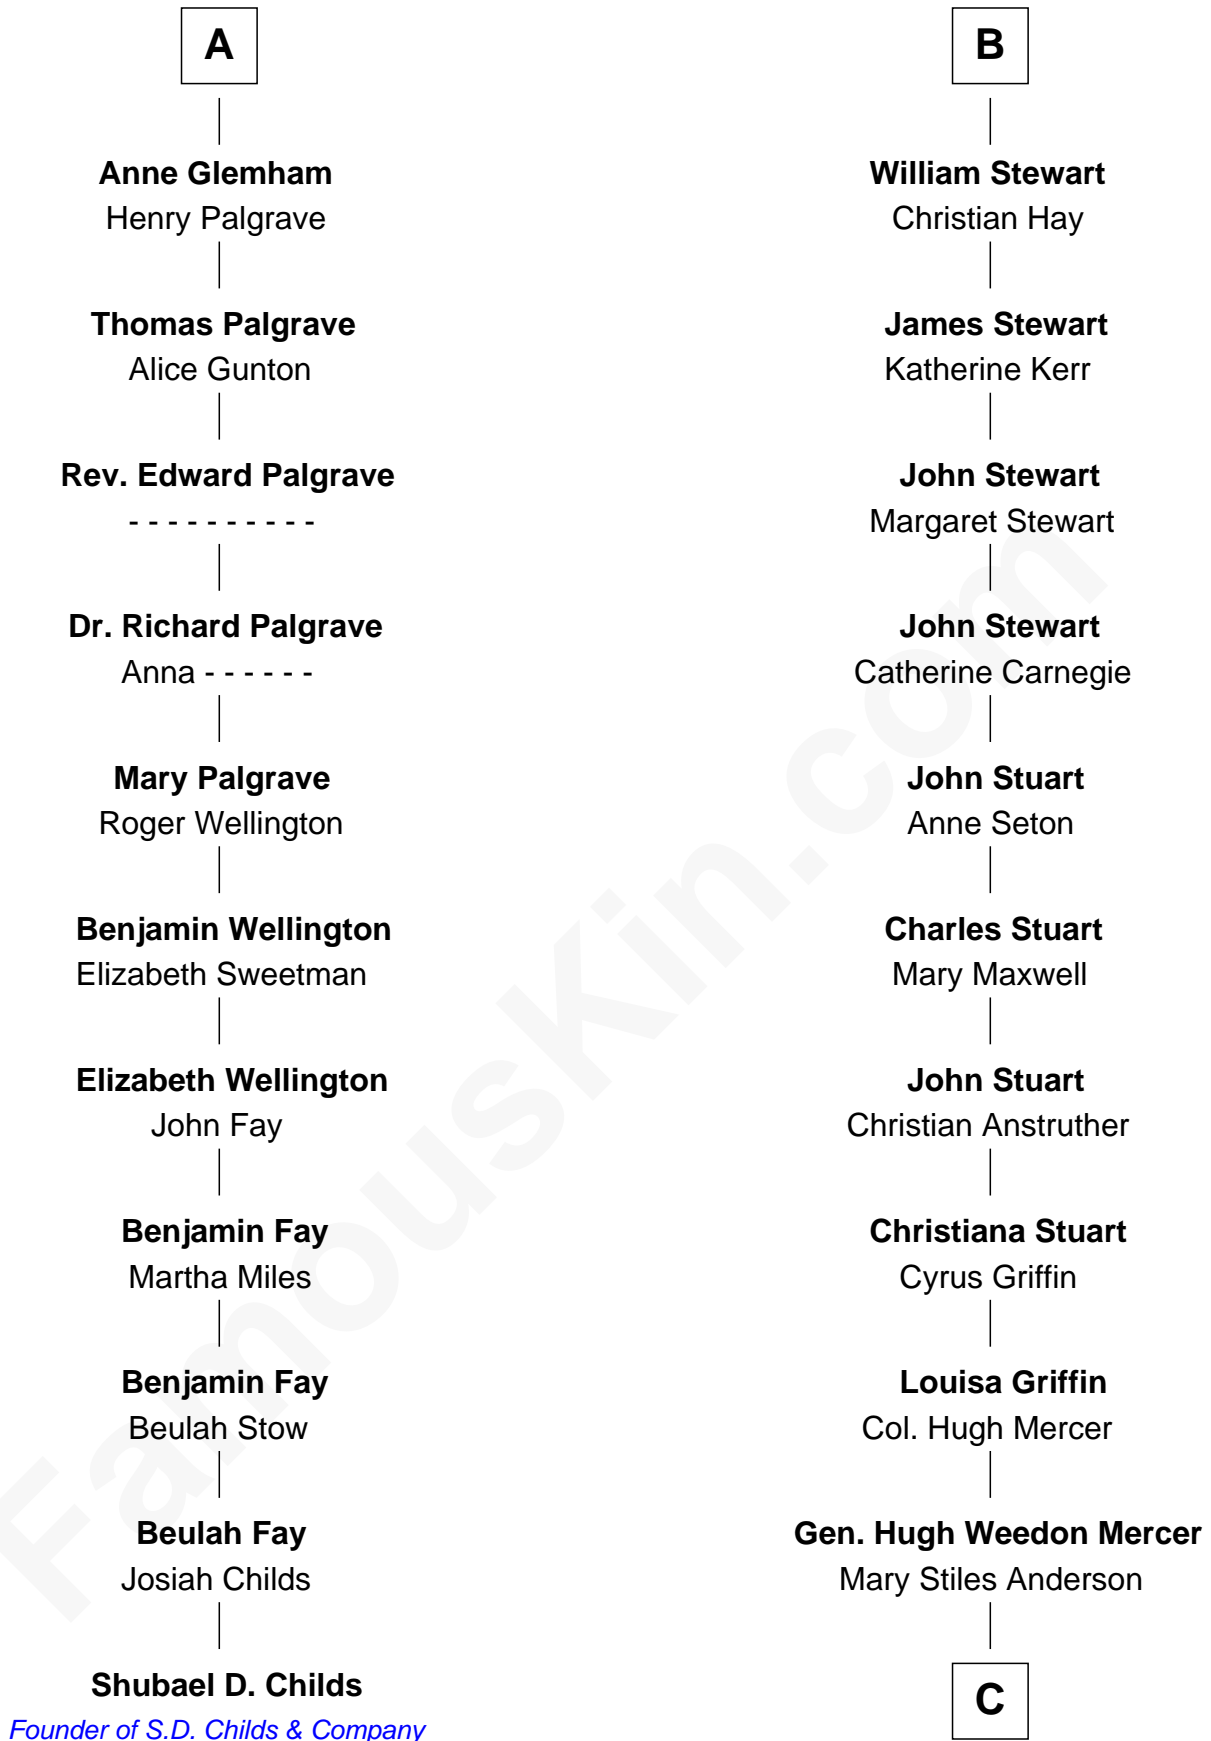 A
Anne Glemham
Henry Palgrave
Thomas Palgrave
Alice Gunton
Rev. Edward Palgrave
- - - - - - - - - -
Dr. Richard Palgrave
Anna - - - - - -
Mary Palgrave
Roger Wellington
Benjamin Wellington
Elizabeth Sweetman
Elizabeth Wellington
John Fay
Benjamin Fay
Martha Miles
Benjamin Fay
Beulah Stow
Beulah Fay
Josiah Childs
Shubael D. Childs
Founder of S.D. Childs & Company
B
William Stewart
Christian Hay
James Stewart
Katherine Kerr
John Stewart
Margaret Stewart
John Stewart
Catherine Carnegie
John Stuart
Anne Seton
Charles Stuart
Mary Maxwell
John Stuart
Christian Anstruther
Christiana Stuart
Cyrus Griffin
Louisa Griffin
Col. Hugh Mercer
Gen. Hugh Weedon Mercer
Mary Stiles Anderson
C
FamousKin.com